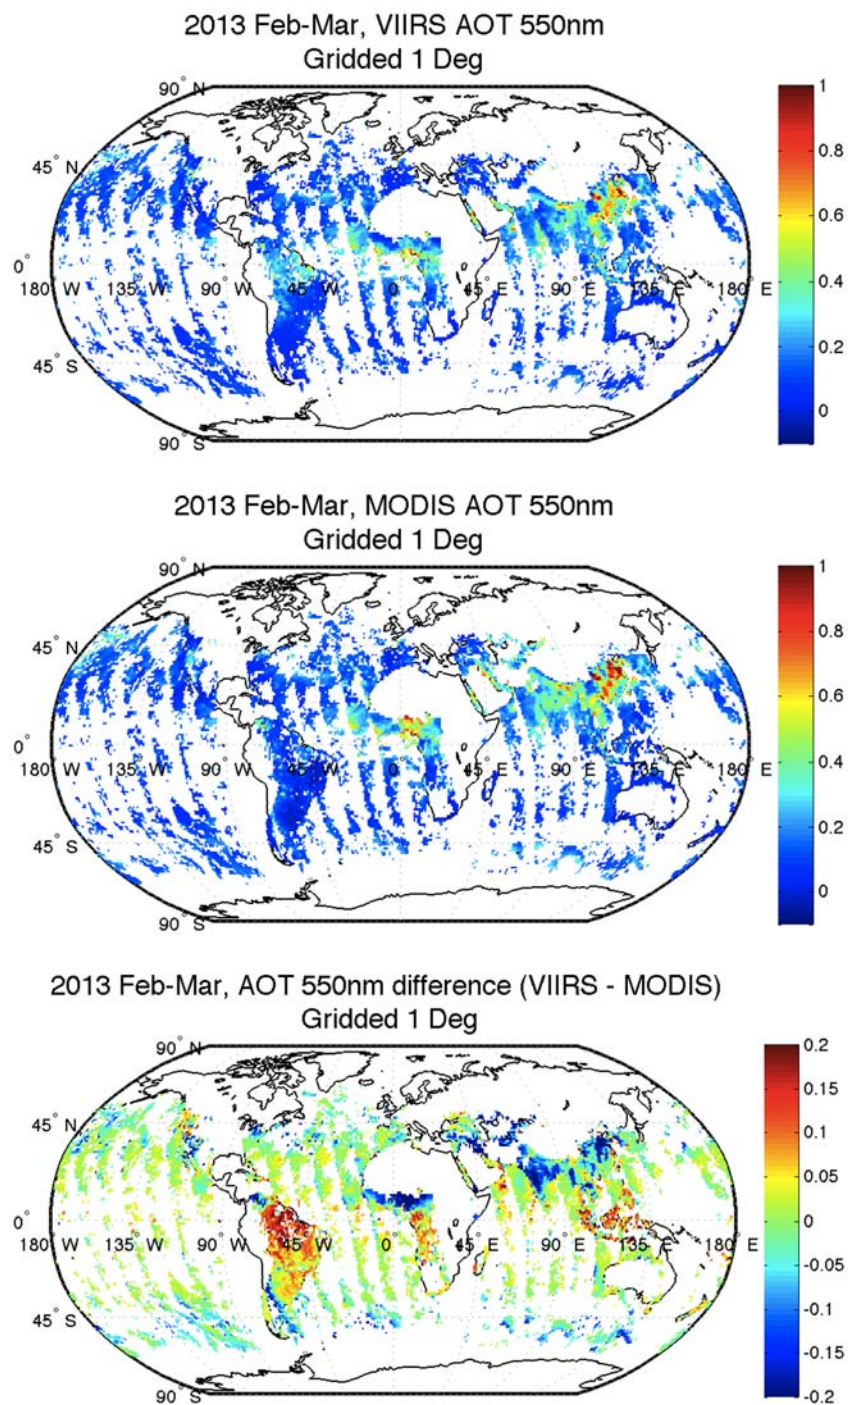 2013 Feb-Mar, VIIRS AOT 550nm
Gridded 1 Deg
90° N
45° N
0°
180° W 135° W 90° W 45° W 0° 45° E 90° E 135° E 180° E
45° S
90° S
1
0.8
0.6
0.4
0.2
0
2013 Feb-Mar, MODIS AOT 550nm
Gridded 1 Deg
90° N
45° N
0°
180° W 135° W 90° W 45° W 0° 45° E 90° E 135° E 180° E
45° S
90° S
1
0.8
0.6
0.4
0.2
0
2013 Feb-Mar, AOT 550nm difference (VIIRS - MODIS)
Gridded 1 Deg
90° N
45° N
0°
180° W 135° W 90° W 45° W 0° 45° E 90° E 135° E 180° E
45° S
90° S
0.2
0.15
0.1
0.05
0
-0.05
-0.1
-0.15
-0.2